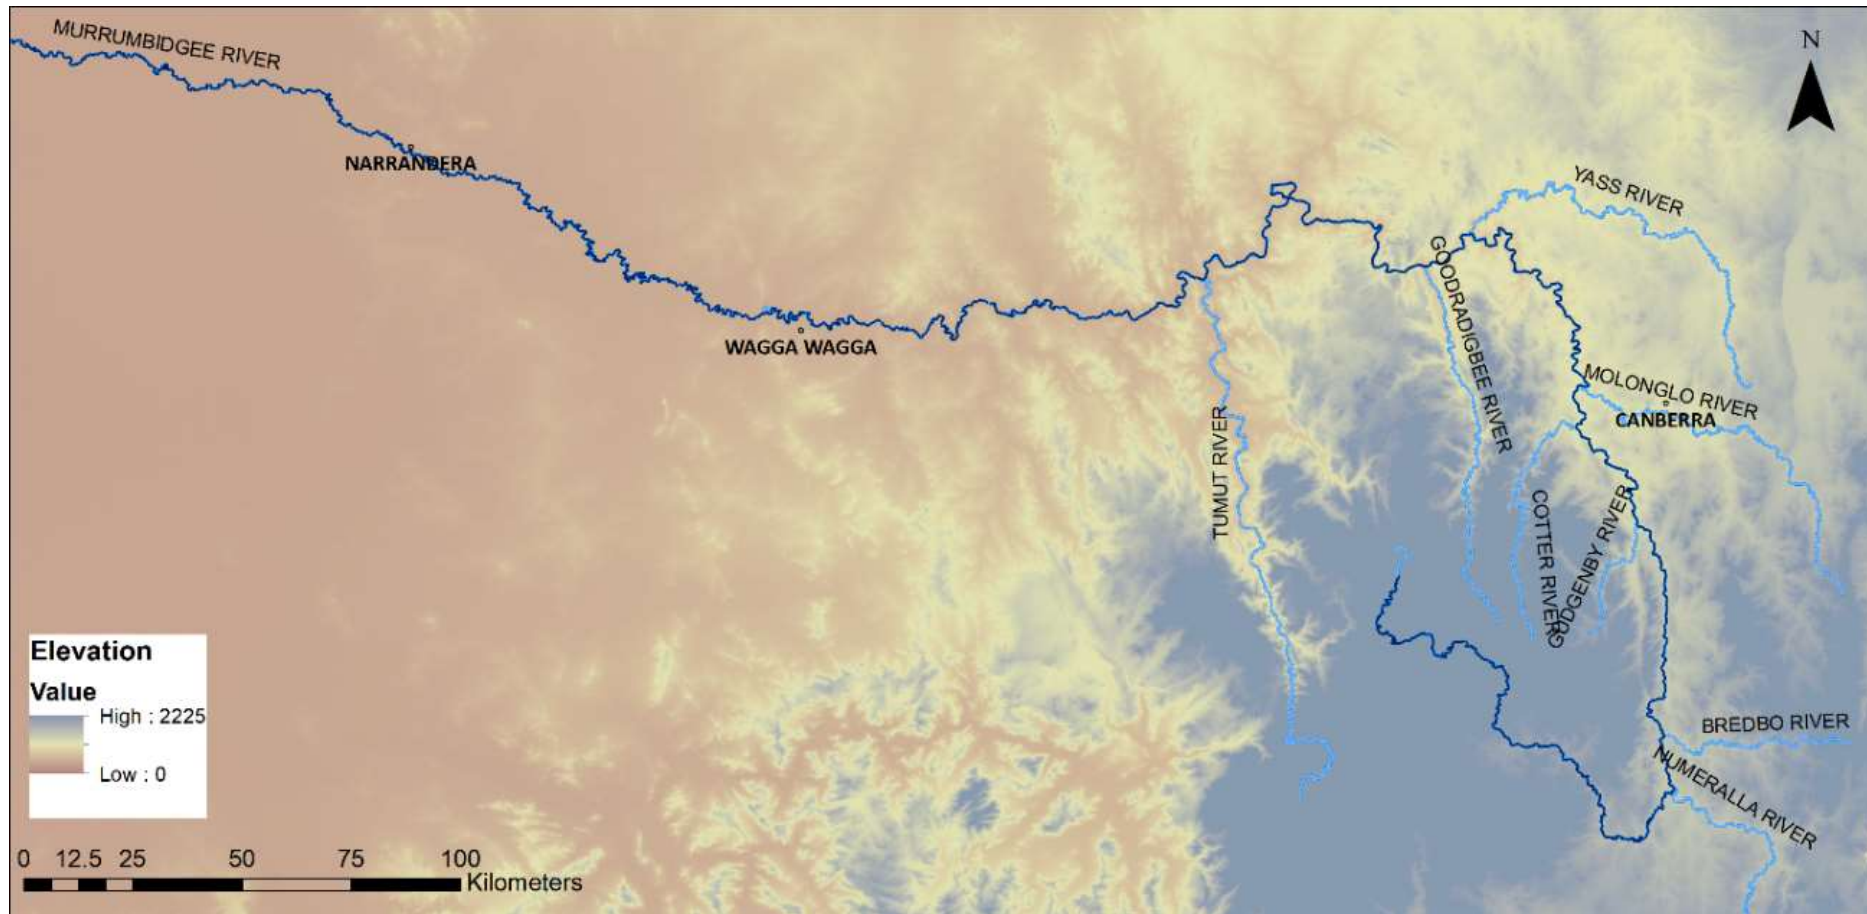 MURRUMBIDGEE RIVER
N
NARRANDERA
YASS RIVER
GOODRADIGBEE RIVER
WAGGA WAGGA
MOLONGLO RIVER
CANBERRA
TUMUT RIVER
COTTER RIVER
GUDGENBY RIVER
BREDBO RIVER
NUMERALLA RIVER
Elevation
Value
High : 2225
Low : 0
0 12.5 25 50 75 100
Kilometers